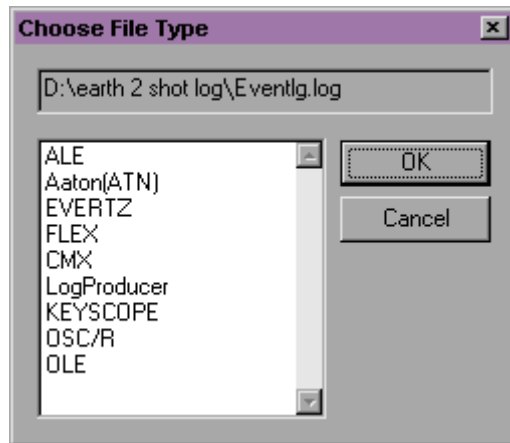 Choose File Type
D:\earth 2 shot log\Eventlg.log
ALE
Aaton(ATN)
EVERTZ
FLEX
CMX
LogProducer
KEYSCOPE
OSC/R
OLE
OK
Cancel